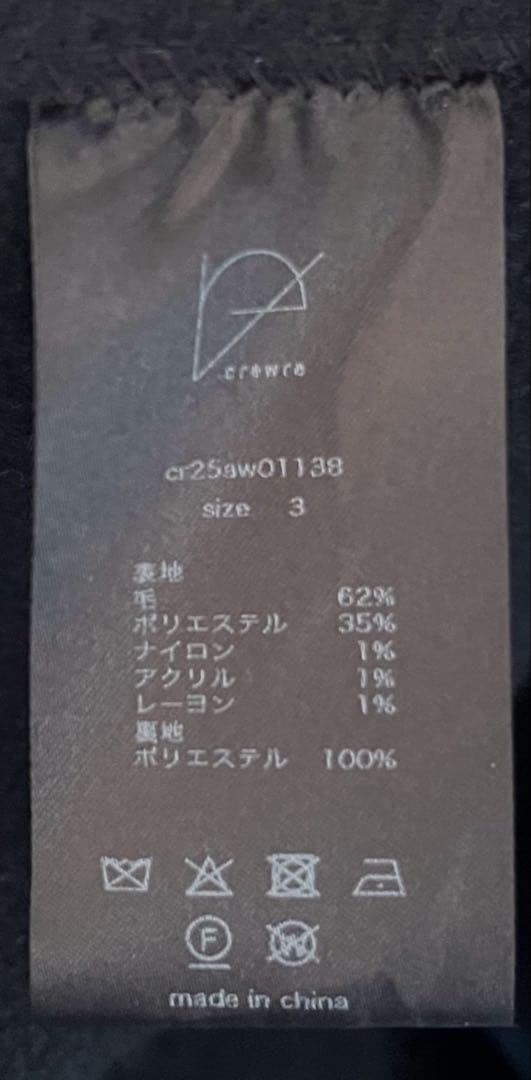 crewre
cr25aw01138
size 3
表地
毛 62%
ポリエステル 35%
ナイロン 1%
アクリル 1%
レーヨン 1%
裏地
ポリエステル 100%
F W
made in china